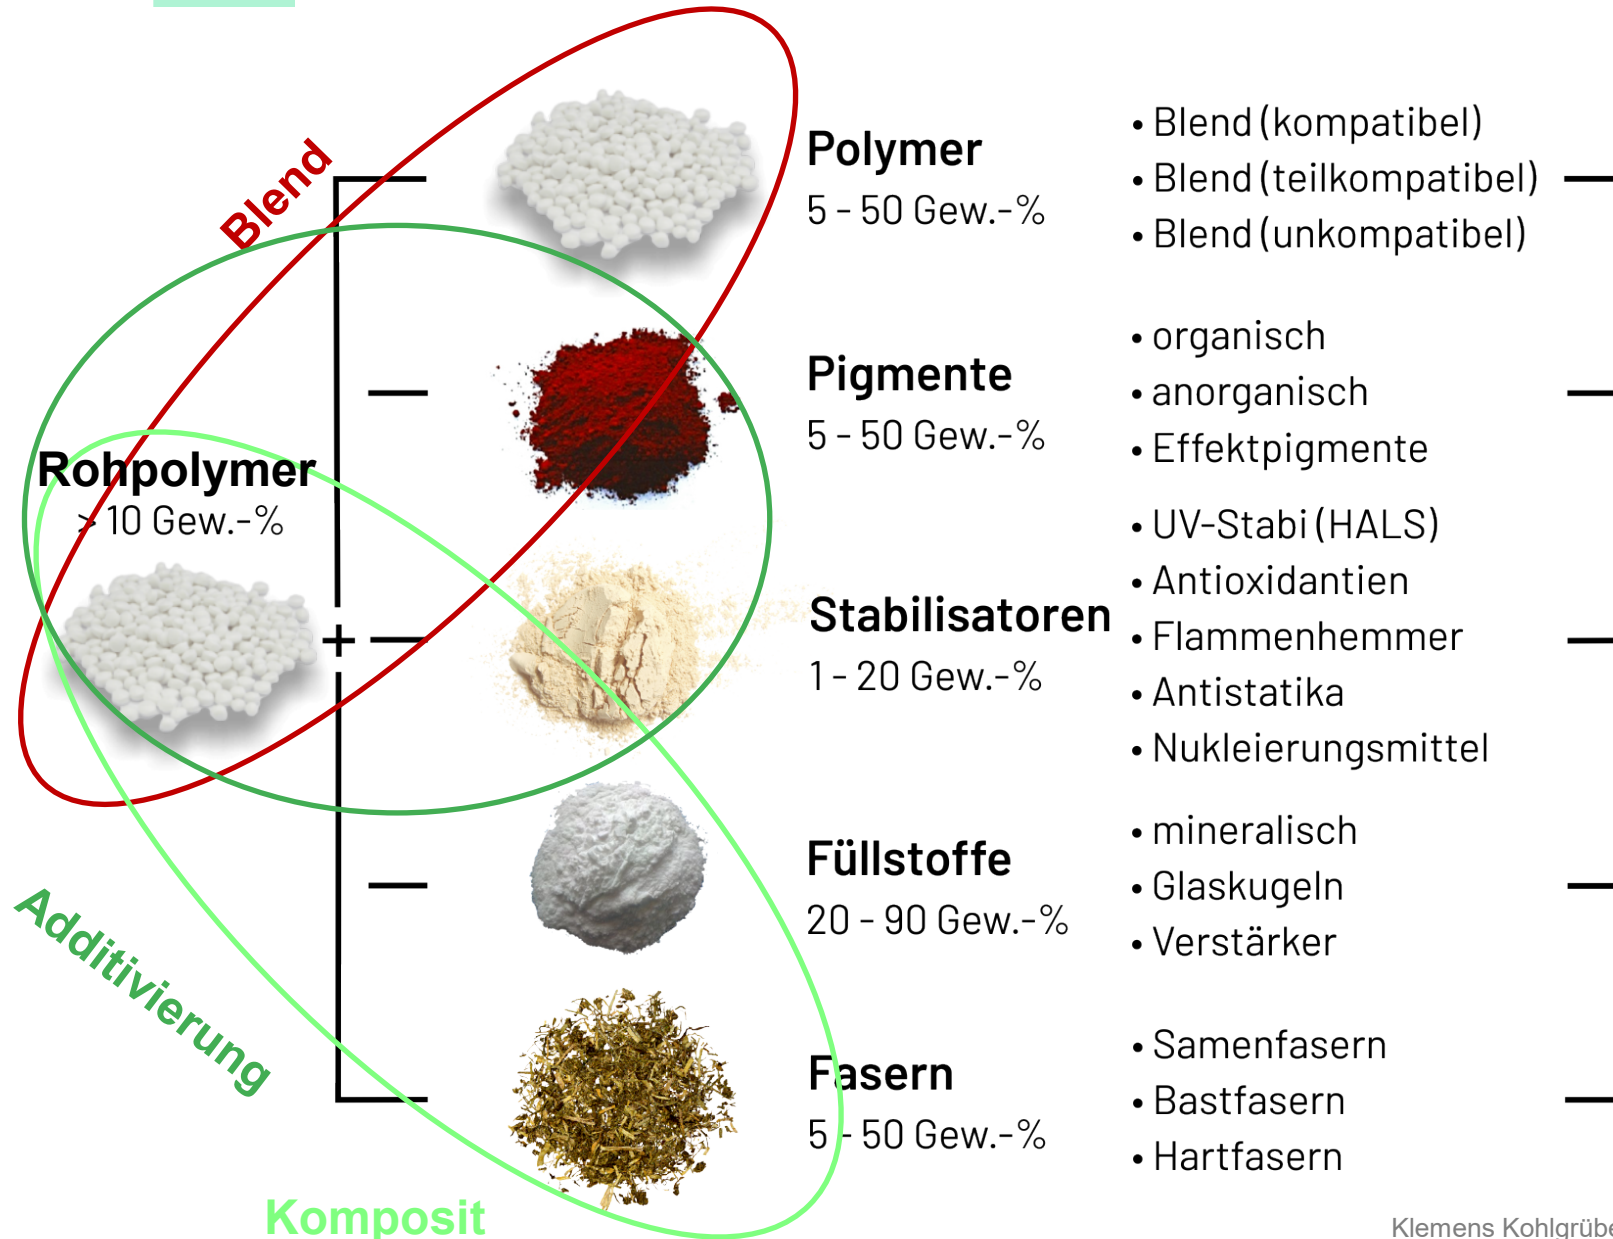 Blend
Polymer
5 - 50 Gew.-%
• Blend (kompatibel)
• Blend (teilkompatibel)
• Blend (unkompatibel)
Pigmente
5 - 50 Gew.-%
• organisch
• anorganisch
• Effektpigmente
Rohpolymer
> 10 Gew.-%
+
Stabilisatoren
1 - 20 Gew.-%
• UV-Stabi (HALS)
• Antioxidantien
• Flammenhemmer
• Antistatika
• Nukleierungsmittel
Füllstoffe
20 - 90 Gew.-%
• mineralisch
• Glaskugeln
• Verstärker
Additivierung
Fasern
5 - 50 Gew.-%
• Samenfasern
• Bastfasern
• Hartfasern
Komposit
Klemens Kohlgrübe